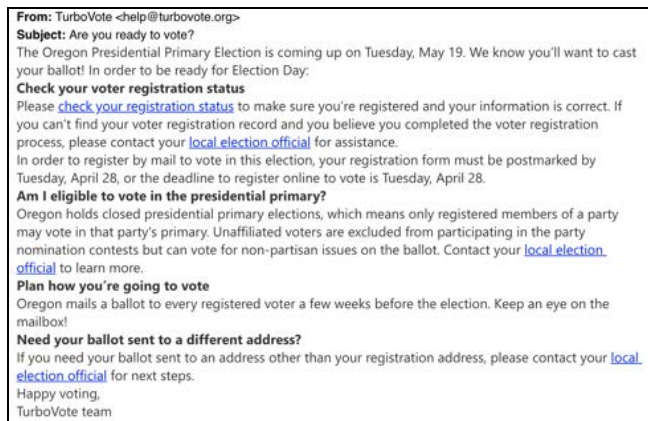 From: TurboVote <help@turbovote.org>
Subject: Are you ready to vote?
The Oregon Presidential Primary Election is coming up on Tuesday, May 19. We know you'll want to cast
your ballot! In order to be ready for Election Day:
Check your voter registration status
Please check your registration status to make sure you're registered and your information is correct. If
you can't find your voter registration record and you believe you completed the voter registration
process, please contact your local election official for assistance.
In order to register by mail to vote in this election, your registration form must be postmarked by
Tuesday, April 28, or the deadline to register online to vote is Tuesday, April 28.
Am I eligible to vote in the presidential primary?
Oregon holds closed presidential primary elections, which means only registered members of a party
may vote in that party's primary. Unaffiliated voters are excluded from participating in the party
nomination contests but can vote for non-partisan issues on the ballot. Contact your local election
official to learn more.
Plan how you're going to vote
Oregon mails a ballot to every registered voter a few weeks before the election. Keep an eye on the
mailbox!
Need your ballot sent to a different address?
If you need your ballot sent to an address other than your registration address, please contact your local
election official for next steps.
Happy voting,
TurboVote team